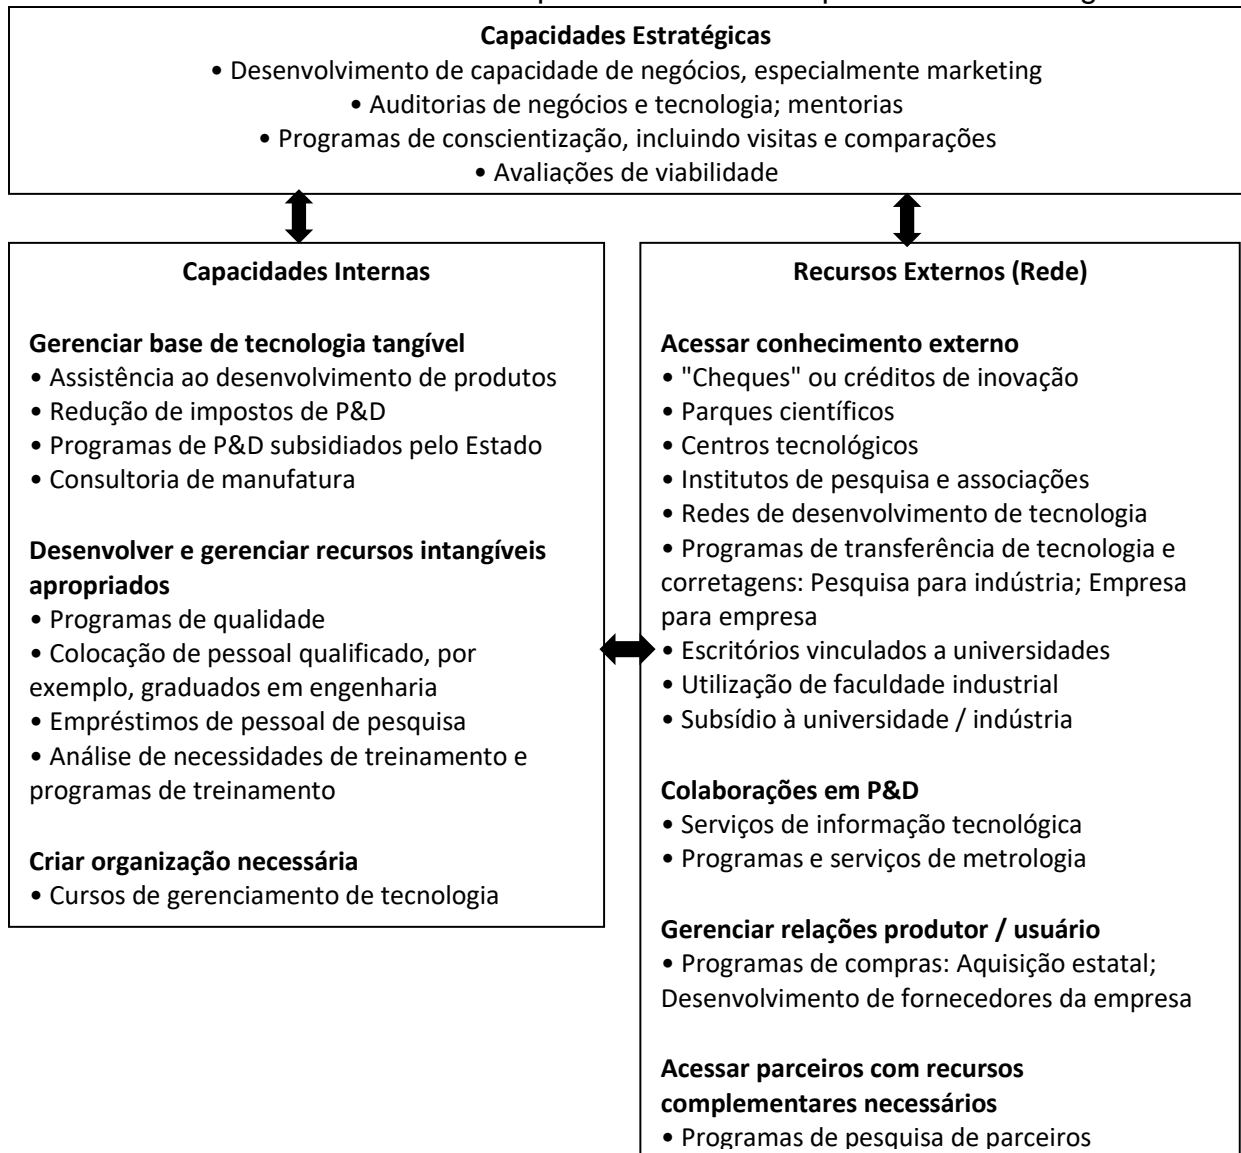 Capacidades Estratégicas
• Desenvolvimento de capacidade de negócios, especialmente marketing
• Auditorias de negócios e tecnologia; mentorias
• Programas de conscientização, incluindo visitas e comparações
• Avaliações de viabilidade
Capacidades Internas
Gerenciar base de tecnologia tangível
• Assistência ao desenvolvimento de produtos
• Redução de impostos de P&D
• Programas de P&D subsidiados pelo Estado
• Consultoria de manufatura
Desenvolver e gerenciar recursos intangíveis
apropriados
• Programas de qualidade
• Colocação de pessoal qualificado, por
exemplo, graduados em engenharia
• Empréstimos de pessoal de pesquisa
• Análise de necessidades de treinamento e
programas de treinamento
Criar organização necessária
• Cursos de gerenciamento de tecnologia
Recursos Externos (Rede)
Acessar conhecimento externo
• "Cheques" ou créditos de inovação
• Parques científicos
• Centros tecnológicos
• Institutos de pesquisa e associações
• Redes de desenvolvimento de tecnologia
• Programas de transferência de tecnologia e
corretagens: Pesquisa para indústria; Empresa
para empresa
• Escritórios vinculados a universidades
• Utilização de faculdade industrial
• Subsídio à universidade / indústria
Colaborações em P&D
• Serviços de informação tecnológica
• Programas e serviços de metrologia
Gerenciar relações produtor / usuário
• Programas de compras: Aquisição estatal;
Desenvolvimento de fornecedores da empresa
Acessar parceiros com recursos
complementares necessários
• Programas de pesquisa de parceiros